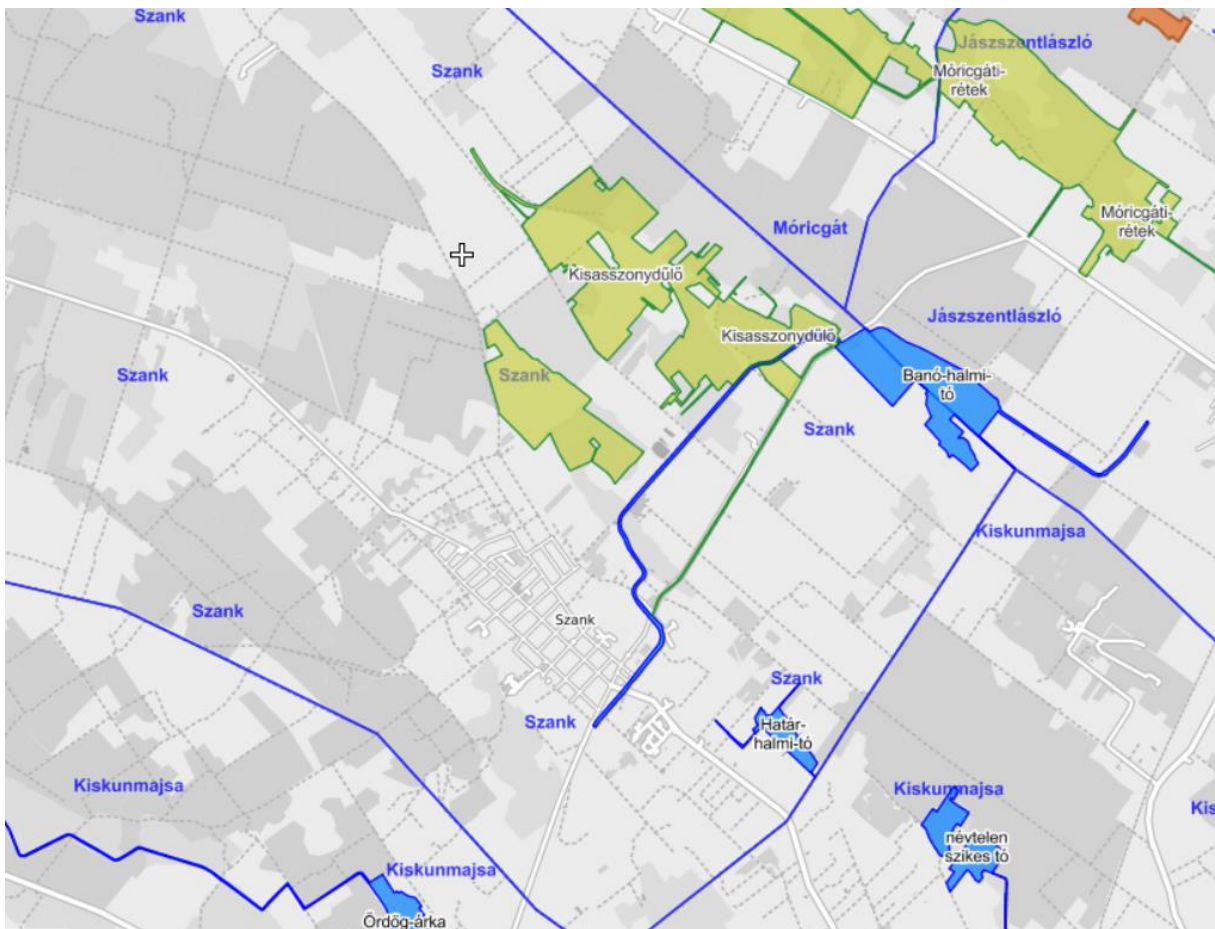 Szank
Jászszentlászló
Szank
Móricgáti-
rétek
Móricgáti-
rétek
Móricgát
Kisasszonydűlő
Jászszentlászló
Kisasszonydűlő
Szank
Szank
Banó-halmi-
tó
Szank
Kiskunmajsa
Szank
Szank
Szank
Szank
Határ-
halmi-tó
Kiskunmajsa
Kiskunmajsa
Kis
névtelen
szikes tó
Kiskunmajsa
Ördög-árka